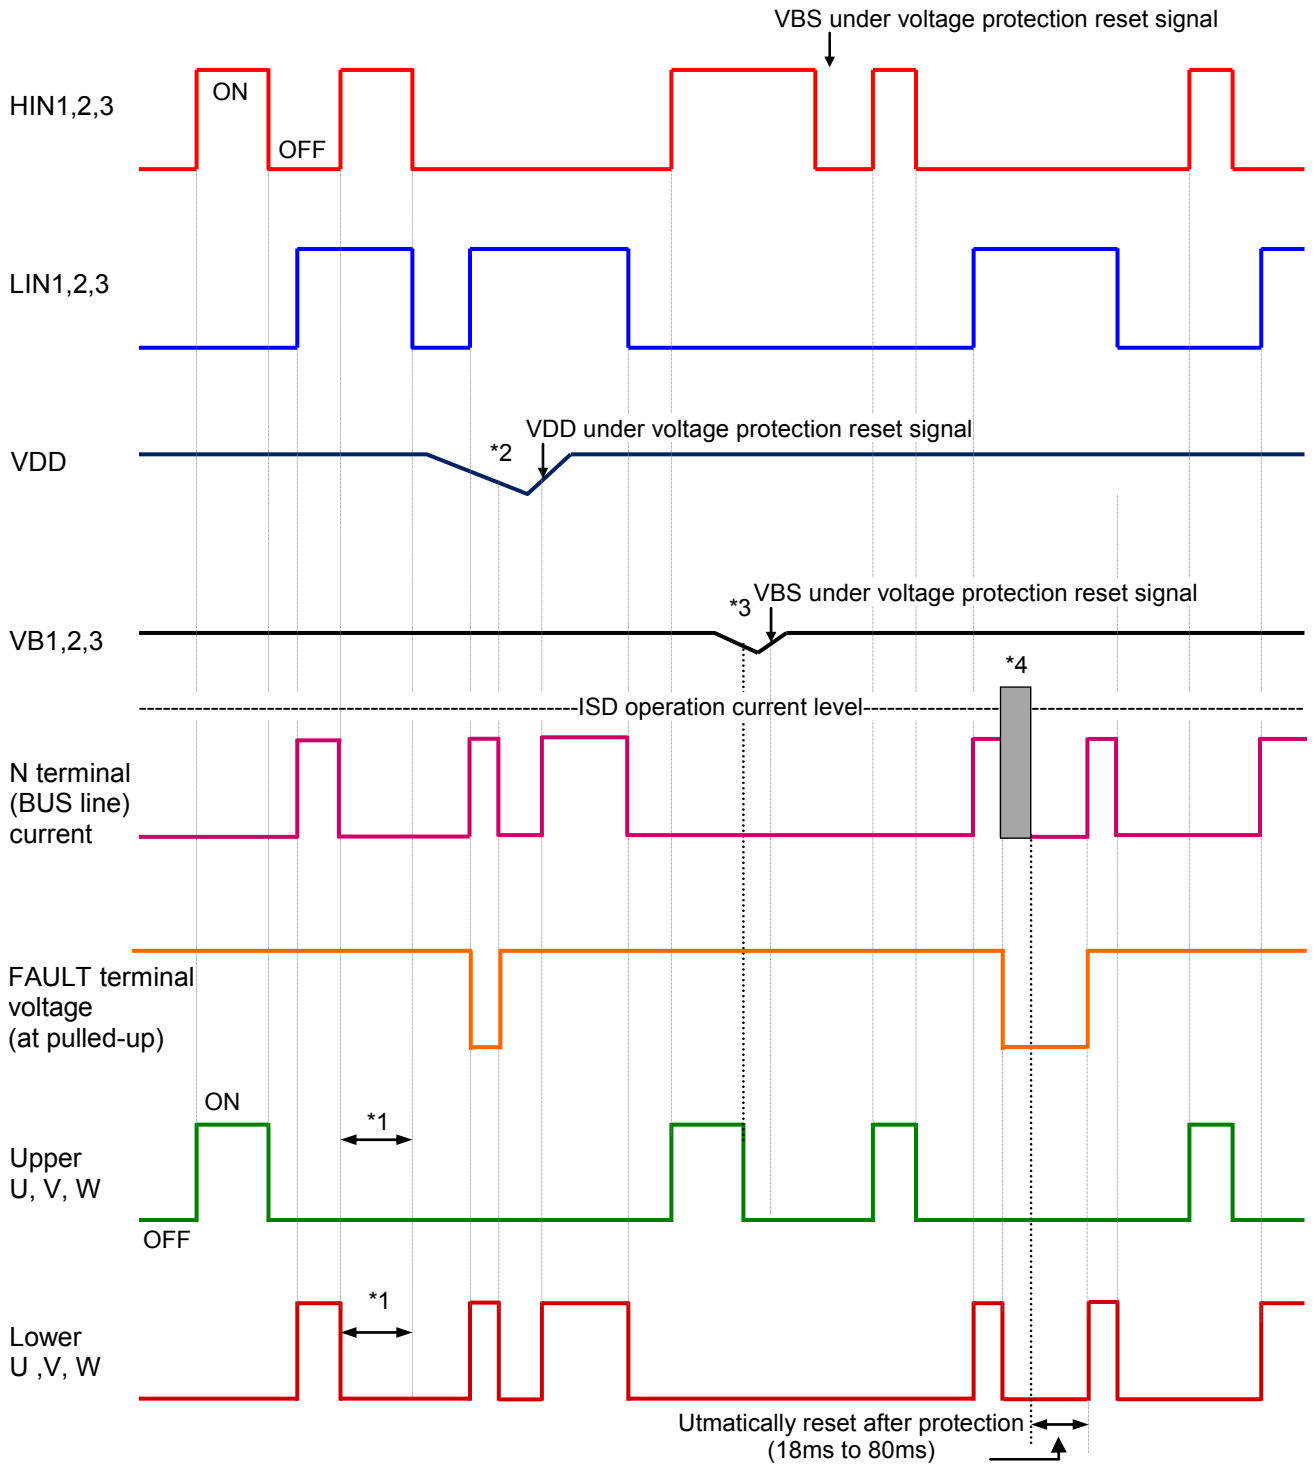 VBS under voltage protection reset signal
HIN1,2,3
ON
OFF
LIN1,2,3
VDD under voltage protection reset signal
*2
VDD
VBS under voltage protection reset signal
*3
VB1,2,3
*4
ISD operation current level
N terminal
(BUS line)
current
FAULT terminal
voltage
(at pulled-up)
ON
*1
Upper
U, V, W
OFF
*1
Lower
U ,V, W
Utmatically reset after protection
(18ms to 80ms)